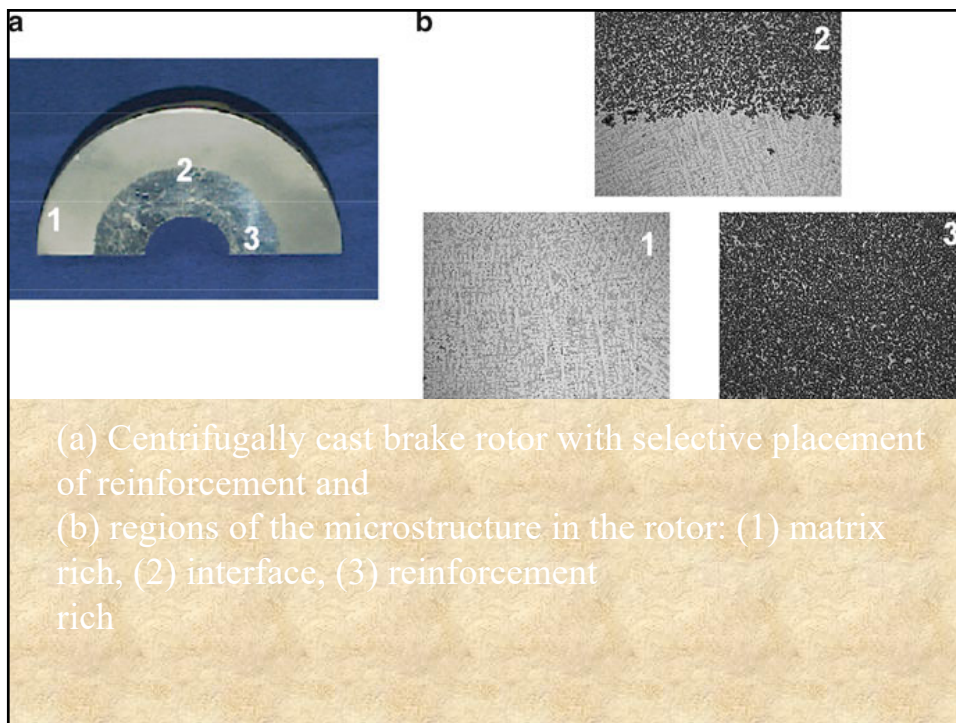 a
b
1
2
3
2
1
3
(a) Centrifugally cast brake rotor with selective placement
of reinforcement and
(b) regions of the microstructure in the rotor: (1) matrix
rich, (2) interface, (3) reinforcement
rich